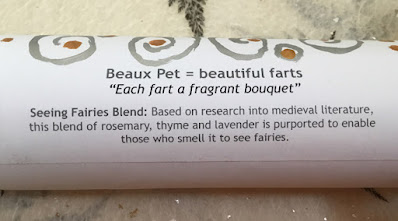 Beaux Pet = beautiful farts
“Each fart a fragrant bouquet”
Seeing Fairies Blend: Based on research into medieval literature,
this blend of rosemary, thyme and lavender is purported to enable
those who smell it to see fairies.